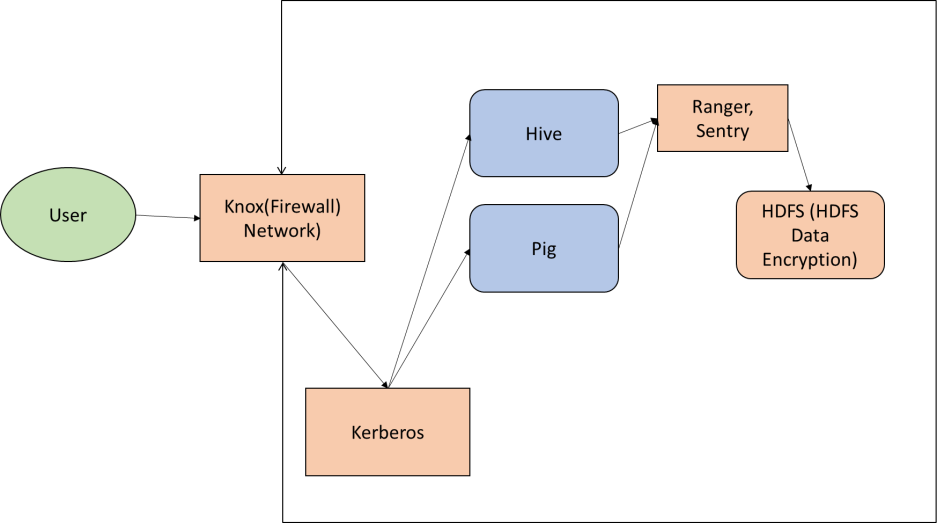 User
Knox(Firewall)
Network)
Hive
Pig
Ranger,
Sentry
HDFS (HDFS
Data
Encryption)
Kerberos